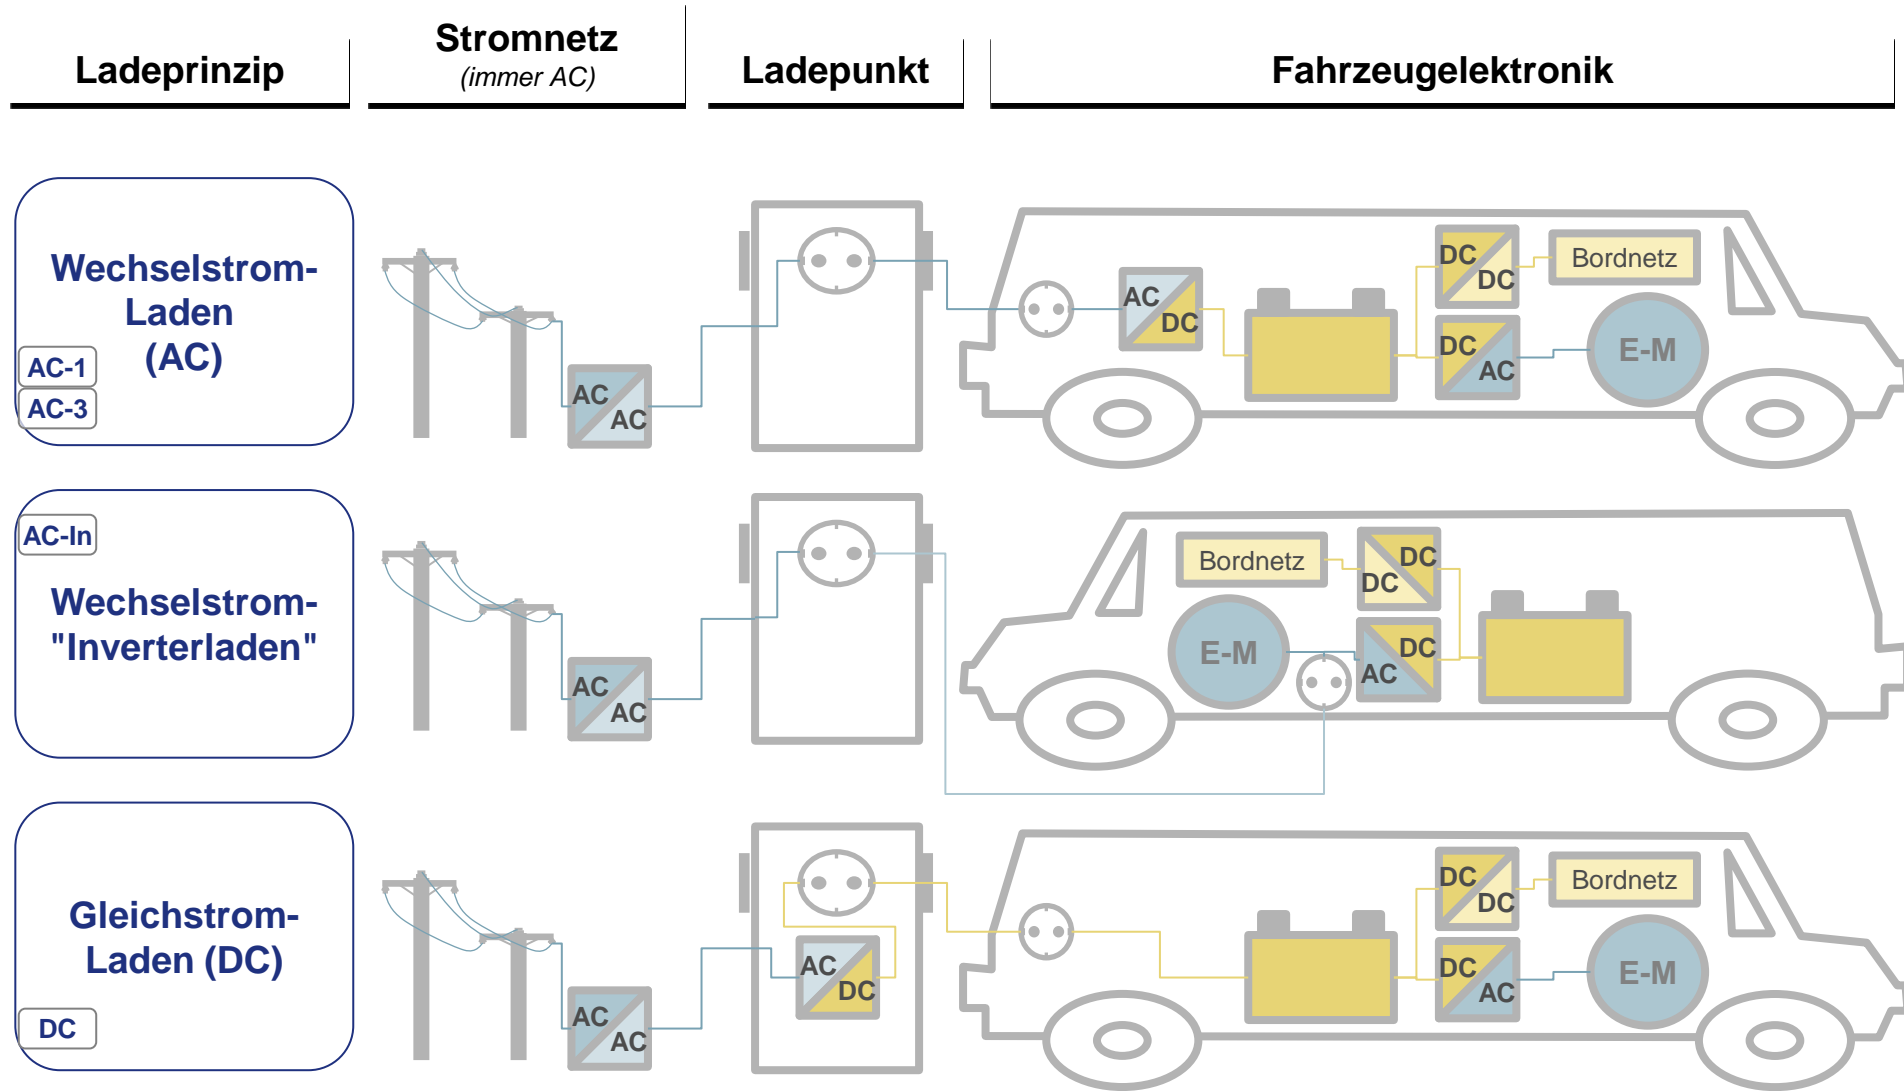 Ladeprinzip
Stromnetz
(immer AC)
Ladepunkt
Fahrzeugelektronik
Wechselstrom-
Laden
(AC)
AC-1
AC-3
AC
AC
AC
DC
DC
DC
Bordnetz
DC
AC
E-M
AC-In
Wechselstrom-
"Inverterladen"
AC
AC
Bordnetz
DC
DC
E-M
DC
AC
Gleichstrom-
Laden (DC)
DC
AC
AC
AC
DC
DC
DC
Bordnetz
DC
AC
E-M